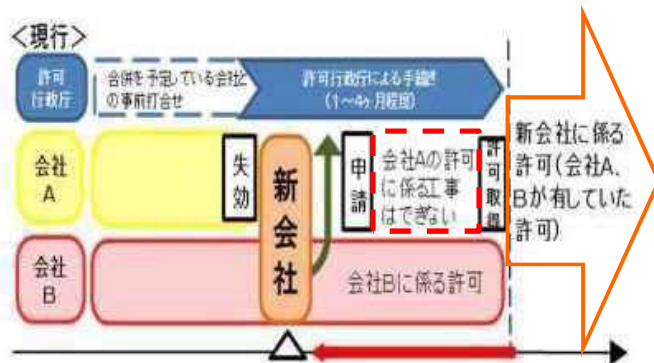 <現行>
許可
行政庁
合併を予定している会社と
の事前打合せ
許可行政庁による手続き
(1~4ヶ月程度)
会社
A
失効
新会社
申請
会社Aの許可
に係る工事
はできない
許可取得
新会社に係る
許可(会社A、
Bが有していた
許可)
会社
B
会社Bに係る許可